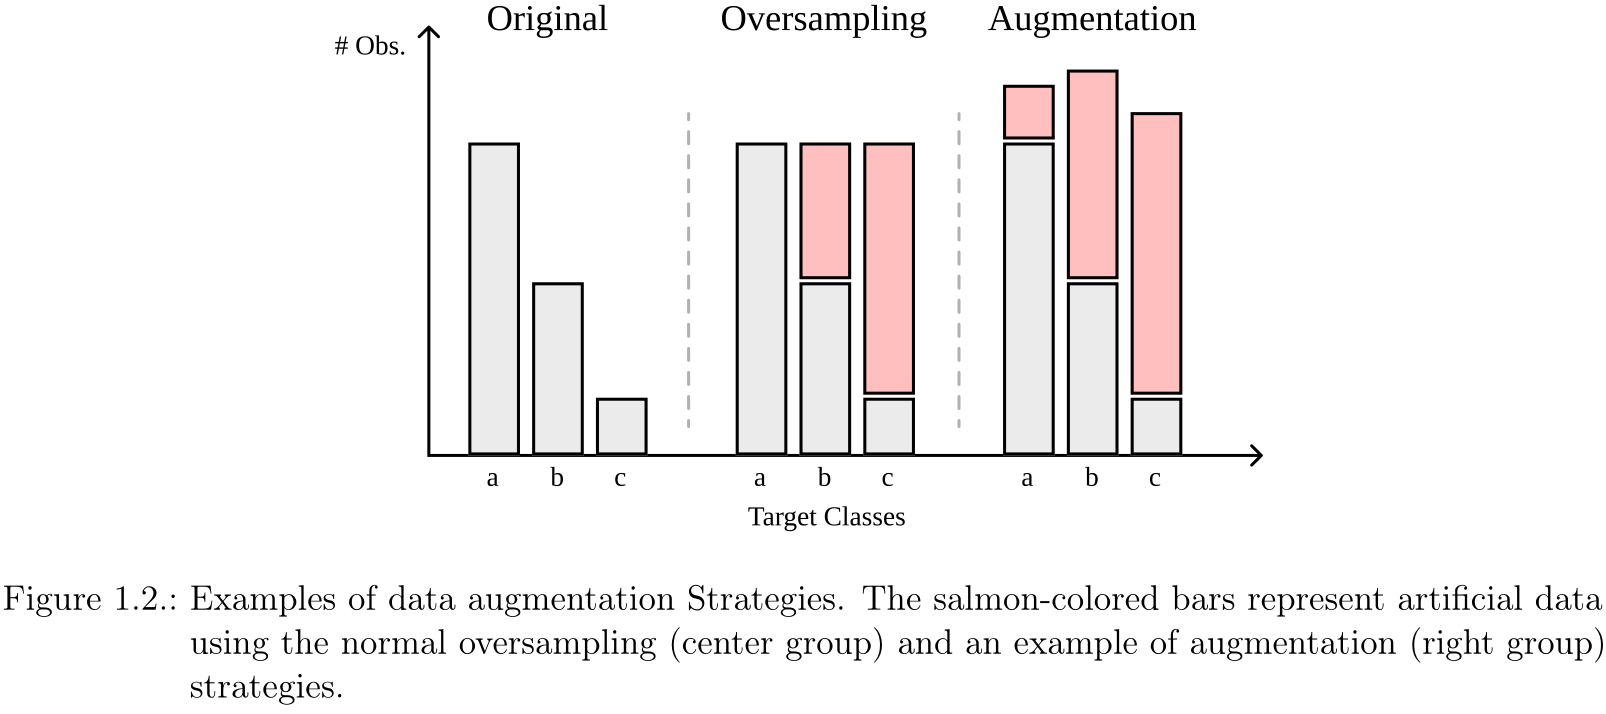 Original Oversampling Augmentation
# Obs.
a b c a b c a b c
Target Classes
Figure 1.2.: Examples of data augmentation Strategies. The salmon-colored bars represent artificial data
using the normal oversampling (center group) and an example of augmentation (right group)
strategies.